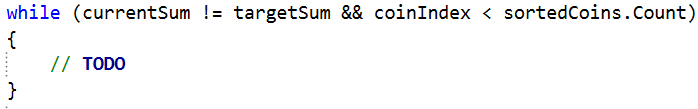 while (currentSum != targetSum && coinIndex < sortedCoins.Count)
{
    // TODO
}